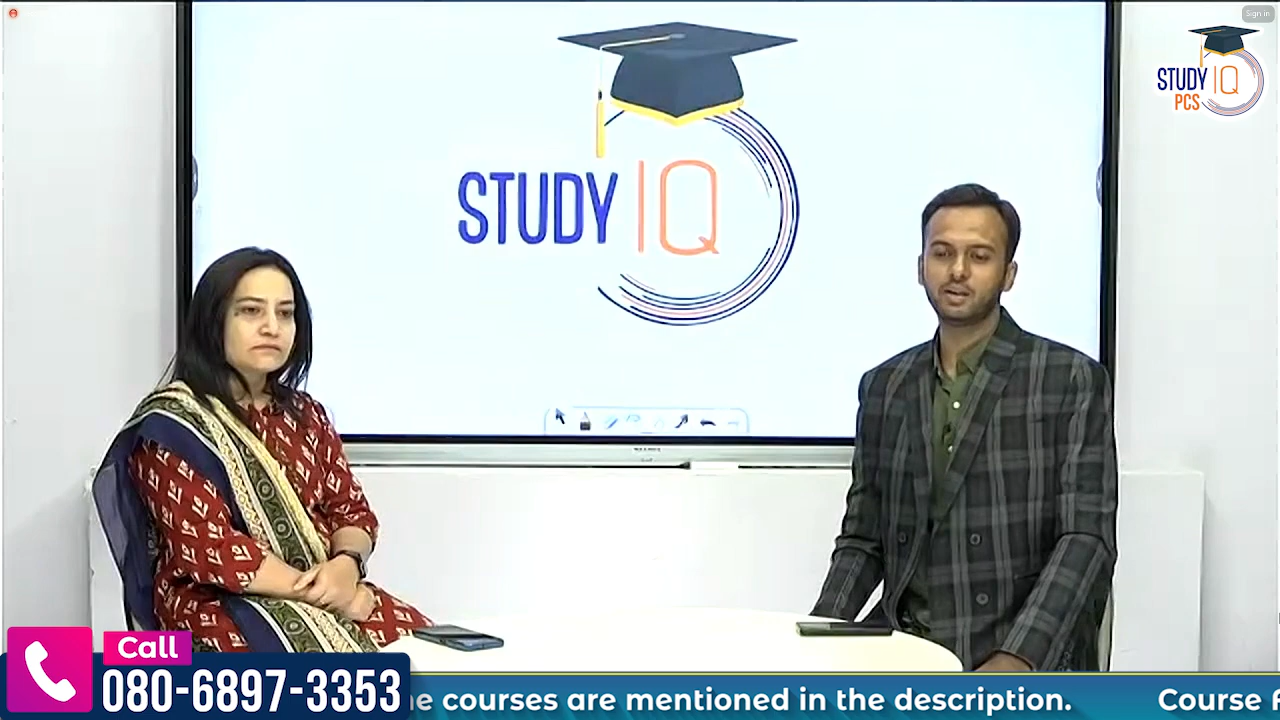 Sign in
STUDY IQ
PCS
STUDY IQ
Call
080-6897-3353
e courses are mentioned in the description. Course f